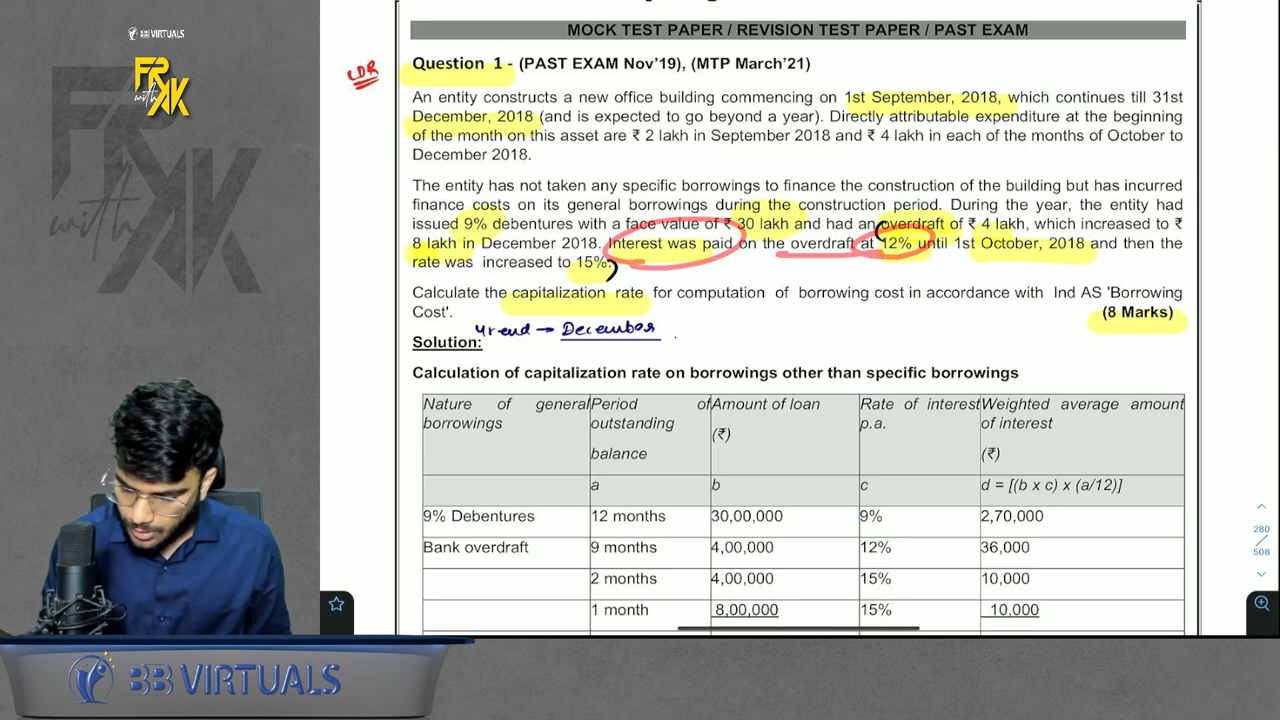 BB VIRTUALS
FR
with AK
FR
with AK
MOCK TEST PAPER / REVISION TEST PAPER / PAST EXAM
LDR
Question 1 - (PAST EXAM Nov'19), (MTP March'21)
An entity constructs a new office building commencing on 1st September, 2018, which continues till 31st
December, 2018 (and is expected to go beyond a year). Directly attributable expenditure at the beginning
of the month on this asset are ₹ 2 lakh in September 2018 and ₹ 4 lakh in each of the months of October to
December 2018.
The entity has not taken any specific borrowings to finance the construction of the building but has incurred
finance costs on its general borrowings during the construction period. During the year, the entity had
issued 9% debentures with a face value of ₹ 30 lakh and had an overdraft of ₹ 4 lakh, which increased to ₹
8 lakh in December 2018. Interest was paid on the overdraft at 12% until 1st October, 2018 and then the
rate was increased to 15%.
Calculate the capitalization rate for computation of borrowing cost in accordance with Ind AS 'Borrowing
Cost'. (8 Marks)
Yr end → December
Solution:
Calculation of capitalization rate on borrowings other than specific borrowings
Nature of general borrowings Period of outstanding balance Amount of loan (₹) Rate of interest p.a. Weighted average amount of interest (₹)
a b c d = [(b x c) x (a/12)]
9% Debentures 12 months 30,00,000 9% 2,70,000
Bank overdraft 9 months 4,00,000 12% 36,000
2 months 4,00,000 15% 10,000
1 month 8,00,000 15% 10,000
280
508
BB VIRTUALS